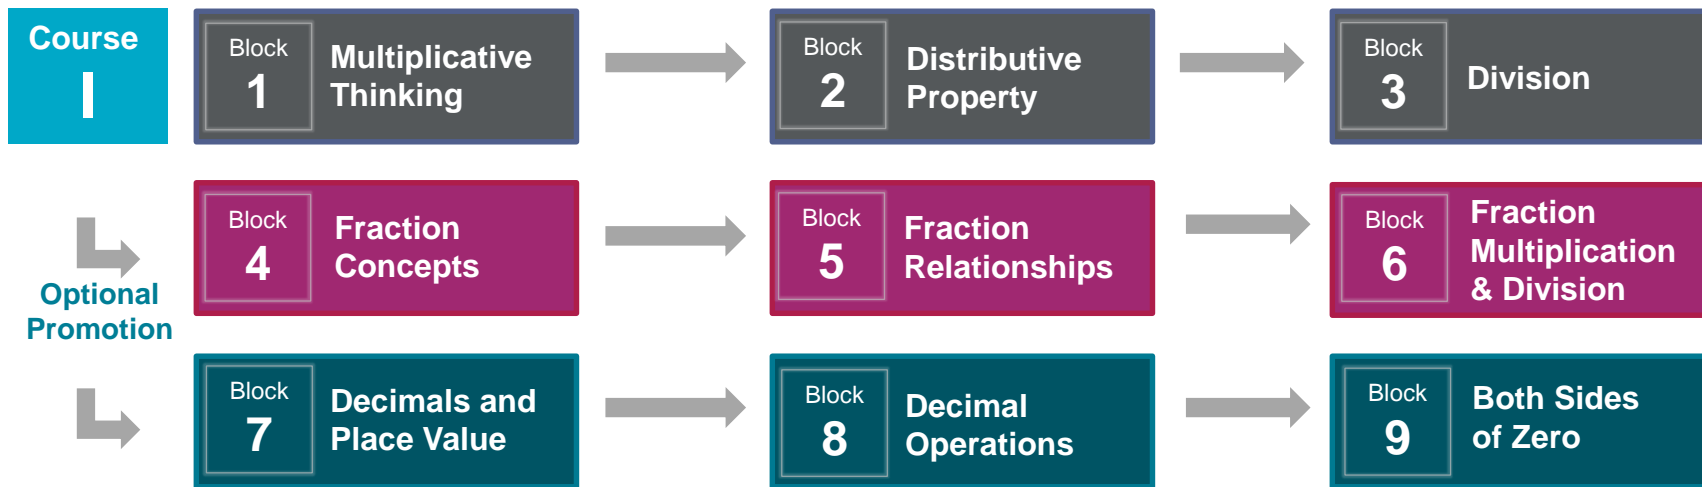 Course
I
Block
1
Multiplicative
Thinking
Block
2
Distributive
Property
Block
3
Division
Optional
Promotion
Block
4
Fraction
Concepts
Block
5
Fraction
Relationships
Block
6
Fraction
Multiplication
& Division
Block
7
Decimals and
Place Value
Block
8
Decimal
Operations
Block
9
Both Sides
of Zero